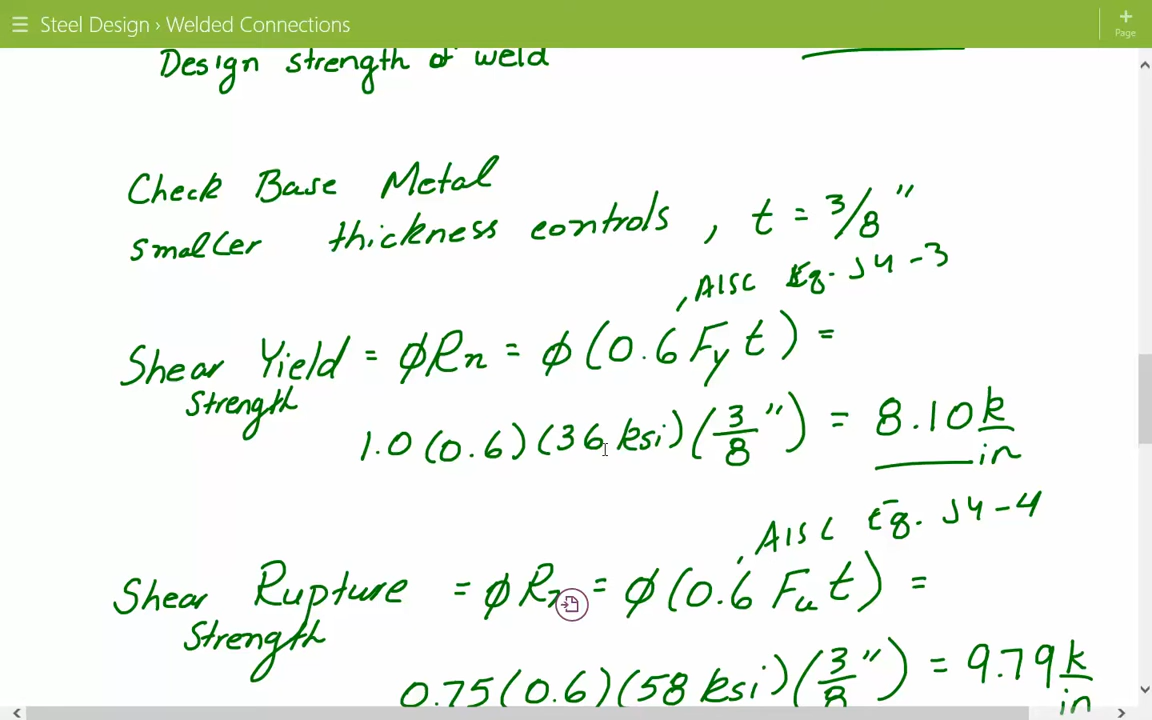 Steel Design › Welded Connections
Page
Design strength of weld
Check Base Metal
smaller thickness controls, t = 3/8"
, AISC Eq. J4-3
Shear Yield = ϕRn = ϕ(0.6 Fy t) =
Strength
1.0(0.6)(36 ksi)(3/8") = 8.10 k/in
, AISC Eq. J4-4
Shear Rupture = ϕRn = ϕ(0.6 Fu t) =
Strength
0.75(0.6)(58 ksi)(3/8") = 9.79 k/in